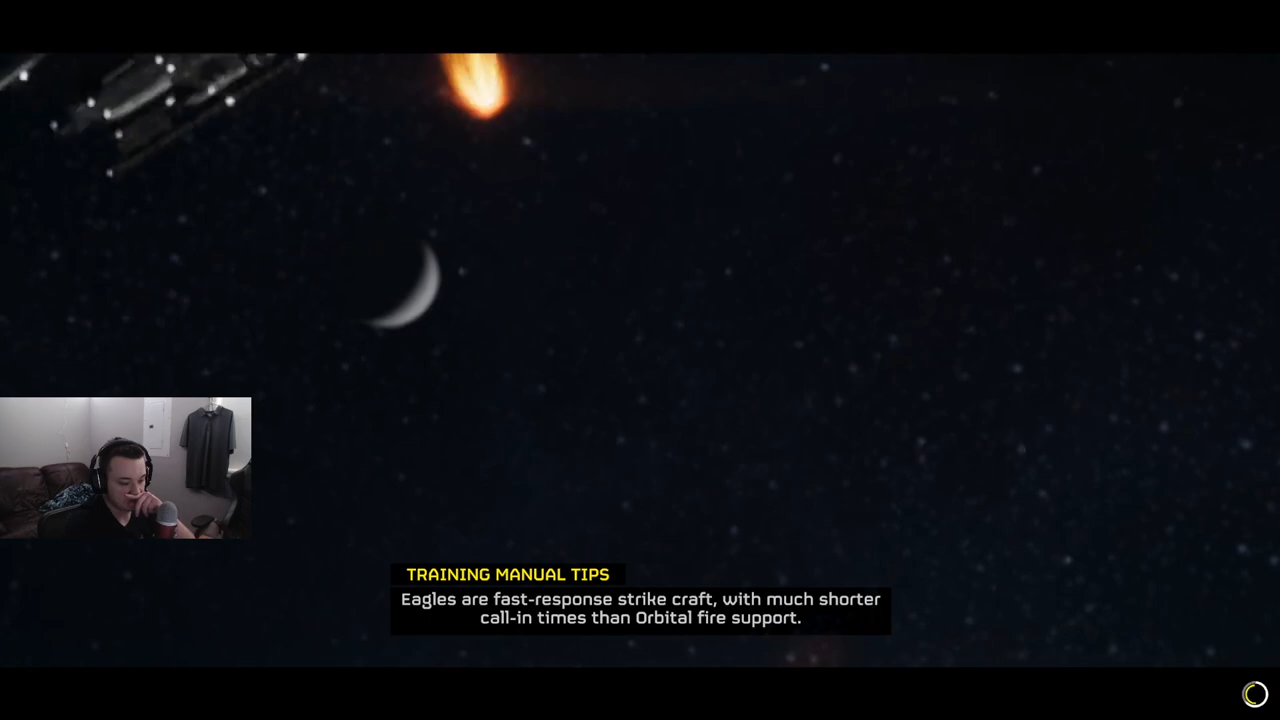 TRAINING MANUAL TIPS
Eagles are fast-response strike craft, with much shorter
call-in times than Orbital fire support.